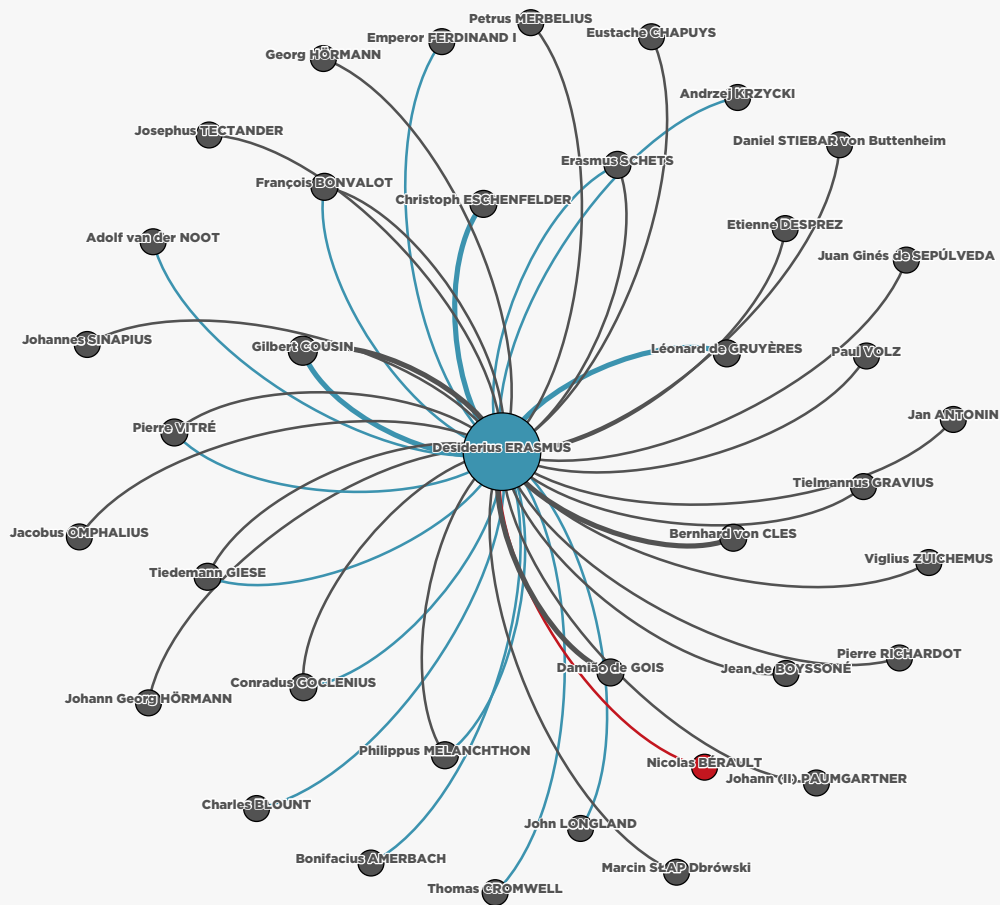 Petrus MERBELIUS
Eustache CHAPUYS
Emperor FERDINAND I
Georg HÖRMANN
Andrzej KRZYCKI
Josephus TECTANDER
Daniel STIEBAR von Buttenheim
Erasmus SCHETS
François BONVALOT
Christoph ESCHENFELDER
Etienne DESPREZ
Adolf van der NOOT
Juan Ginés de SEPÚLVEDA
Johannes SINAPIUS
Gilbert COUSIN
Léonard de GRUYÈRES
Paul VOLZ
Jan ANTONIN
Pierre VITRÉ
Desiderius ERASMUS
Tielmannus GRAVIUS
Jacobus OMPHALIUS
Bernhard von CLES
Viglius ZUICHEMUS
Tiedemann GIESE
Pierre RICHARDOT
Damião de GOIS
Jean de BOYSSONÉ
Conradus GOCLENIUS
Johann Georg HÖRMANN
Philippus MELANCHTHON
Nicolas BÉRAULT
Johann (II) PAUMGARTNER
Charles BLOUNT
John LONGLAND
Bonifacius AMERBACH
Marcin SŁAP Dbrówski
Thomas CROMWELL